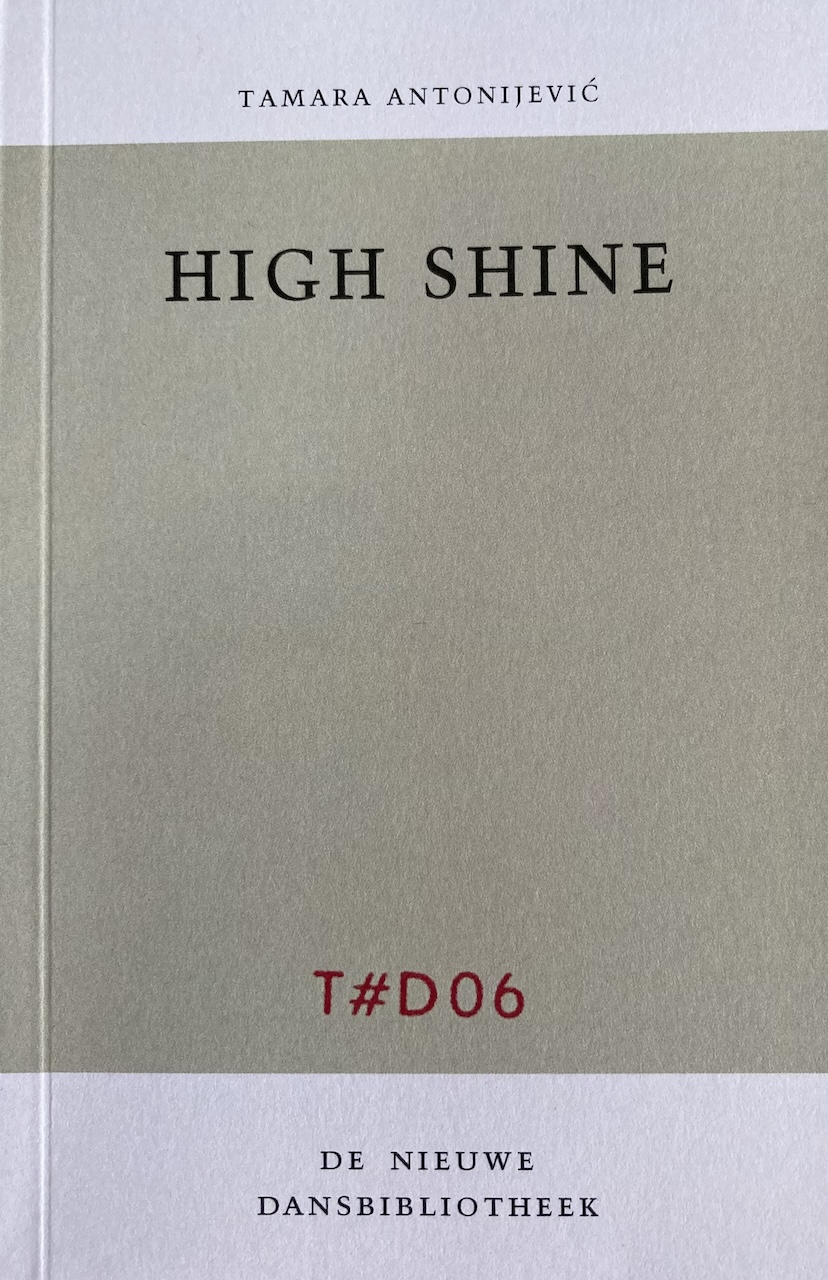 TAMARA ANTONIJEVIĆ
HIGH SHINE
T#D06
DE NIEUWE
DANSBIBLIOTHEEK